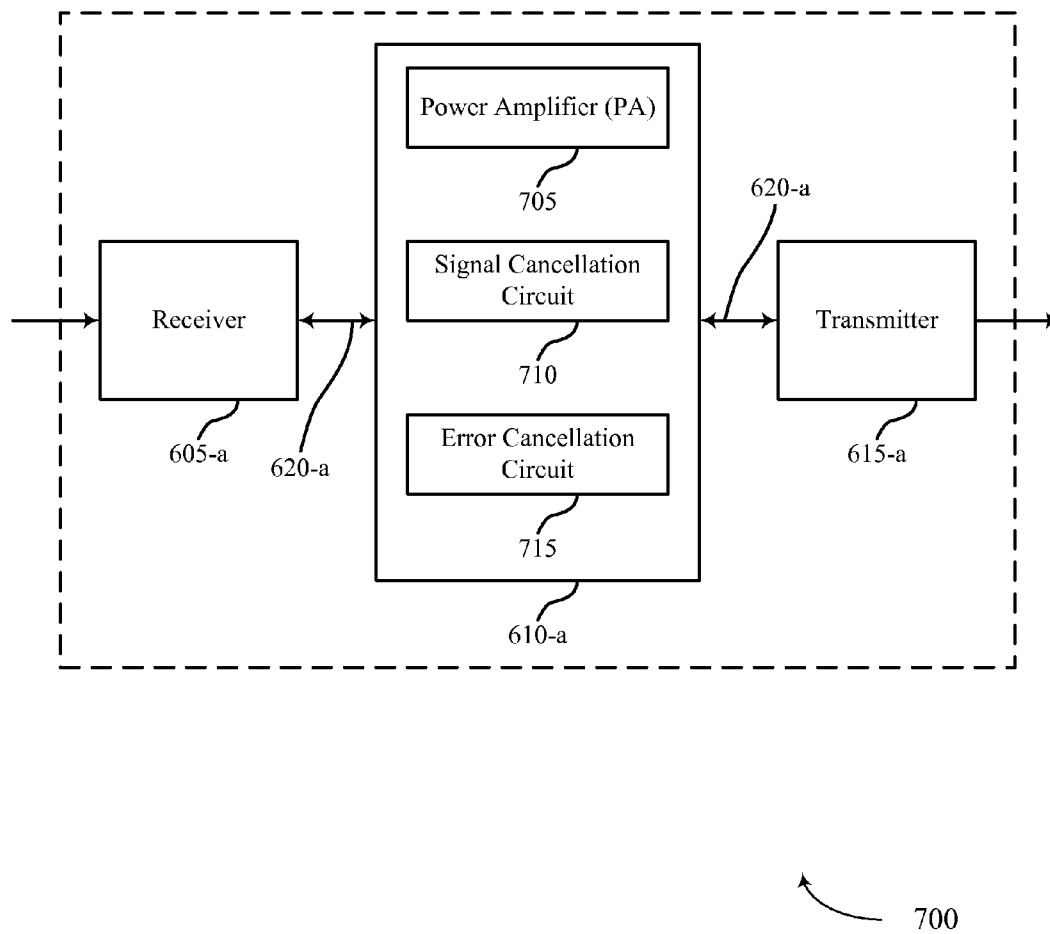 Power Amplifier (PA)
705
620-a
Signal Cancellation
Circuit
Receiver
Transmitter
710
605-a
620-a
Error Cancellation
Circuit
615-a
715
610-a
700